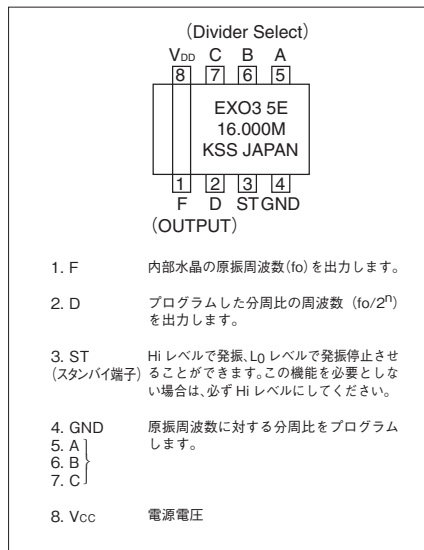 (Divider Select)
VDD C B A
8 7 6 5
EXO3 5E
16.000M
KSS JAPAN
1 2 3 4
F D ST GND
(OUTPUT)
1. F 内部水晶の原振周波数(fo)を出力します。
2. D プログラムした分周比の周波数 (fo/2ⁿ)
を出力します。
3. ST Hi レベルで発振、L0 レベルで発振停止させ
(スタンバイ端子) ることができます。この機能を必要としな
い場合は、必ず Hi レベルにしてください。
4. GND 原振周波数に対する分周比をプログラム
5. A します。
6. B
7. C
8. Vcc 電源電圧